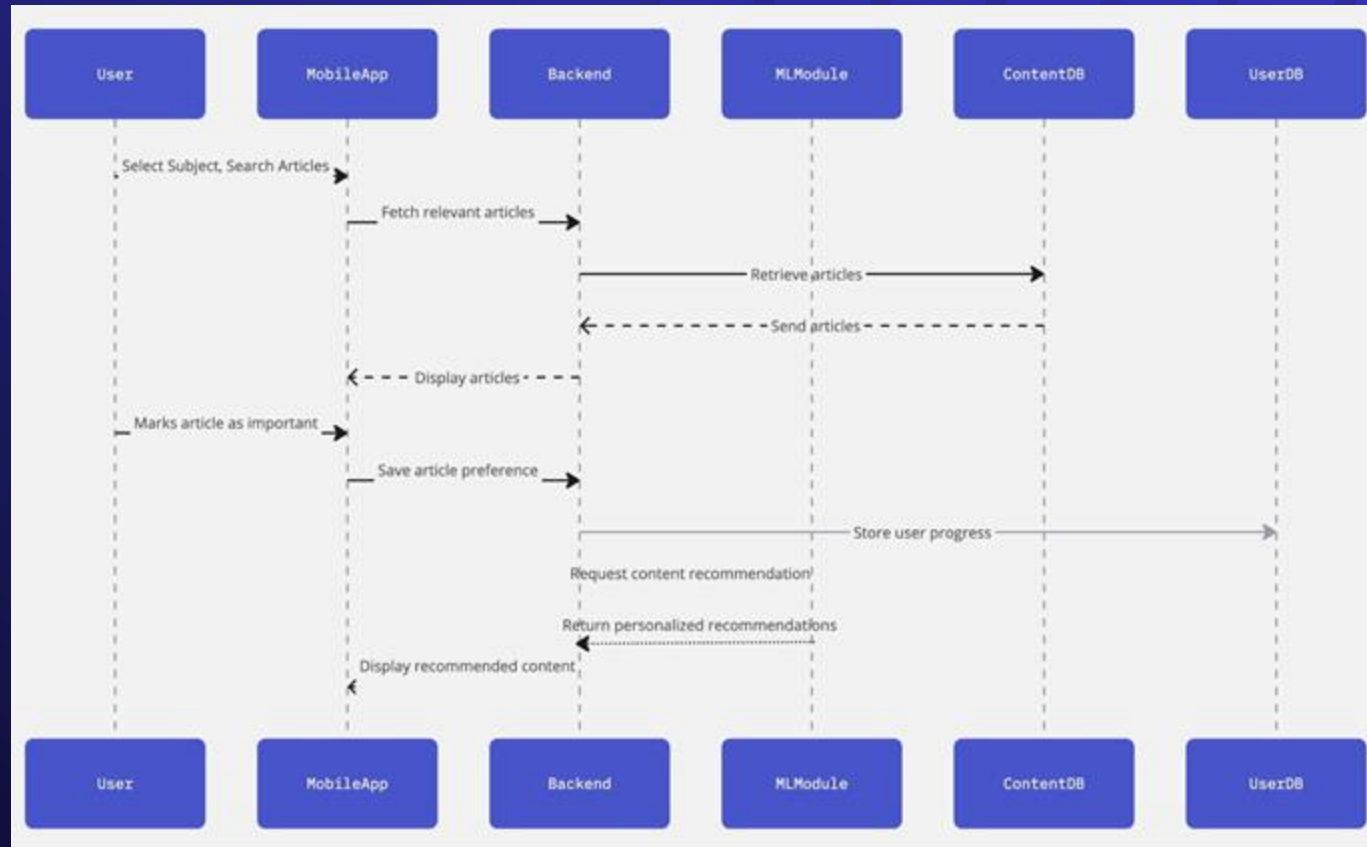 User
MobileApp
Backend
MLModule
ContentDB
UserDB
Select Subject, Search Articles
Fetch relevant articles
Retrieve articles
Send articles
Display articles
Marks article as important
Save article preference
Store user progress
Request content recommendation
Return personalized recommendations
Display recommended content
User
MobileApp
Backend
MLModule
ContentDB
UserDB